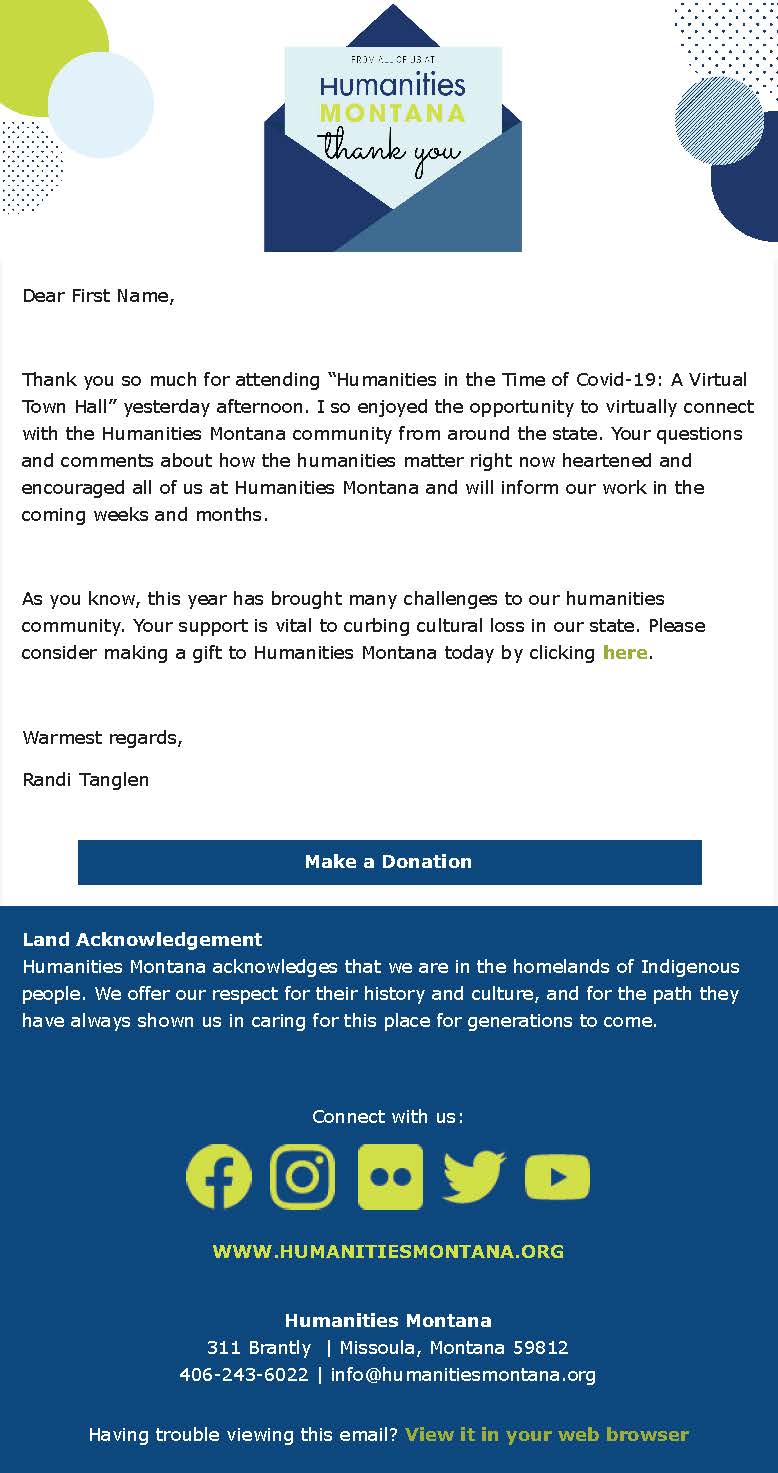 FROM ALL OF US AT
Humanities
MONTANA
thank you
Dear First Name,
Thank you so much for attending “Humanities in the Time of Covid-19: A Virtual
Town Hall” yesterday afternoon. I so enjoyed the opportunity to virtually connect
with the Humanities Montana community from around the state. Your questions
and comments about how the humanities matter right now heartened and
encouraged all of us at Humanities Montana and will inform our work in the
coming weeks and months.
As you know, this year has brought many challenges to our humanities
community. Your support is vital to curbing cultural loss in our state. Please
consider making a gift to Humanities Montana today by clicking here.
Warmest regards,
Randi Tanglen
Make a Donation
Land Acknowledgement
Humanities Montana acknowledges that we are in the homelands of Indigenous
people. We offer our respect for their history and culture, and for the path they
have always shown us in caring for this place for generations to come.
Connect with us:
WWW.HUMANITIESMONTANA.ORG
Humanities Montana
311 Brantly | Missoula, Montana 59812
406-243-6022 | info@humanitiesmontana.org
Having trouble viewing this email? View it in your web browser